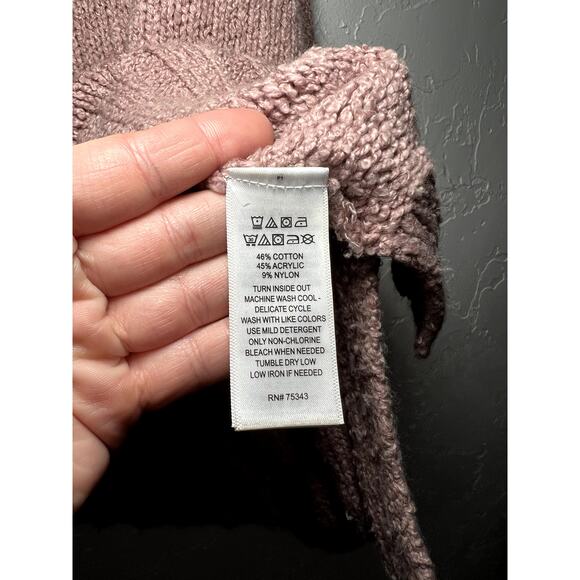 46% COTTON
45% ACRYLIC
9% NYLON
TURN INSIDE OUT
MACHINE WASH COOL -
DELICATE CYCLE
WASH WITH LIKE COLORS
USE MILD DETERGENT
ONLY NON-CHLORINE
BLEACH WHEN NEEDED
TUMBLE DRY LOW
LOW IRON IF NEEDED
RN# 75343